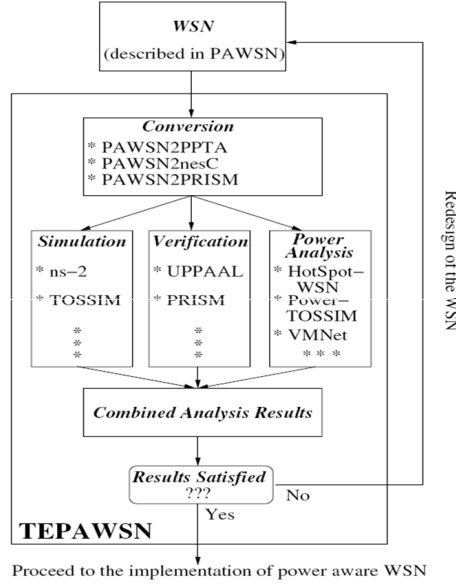 WSN
(described in PAWSN)
Conversion
* PAWSN2PPTA
* PAWSN2nesC
* PAWSN2PRISM
Simulation
* ns-2
* TOSSIM
*
*
*
Verification
* UPPAAL
* PRISM
*
*
*
Power
Analysis
* HotSpot-
WSN
* Power-
TOSSIM
* VMNet
* * *
Combined Analysis Results
Results Satisfied
???
No
Yes
TEPAWSN
Redesign of the WSN
Proceed to the implementation of power aware WSN